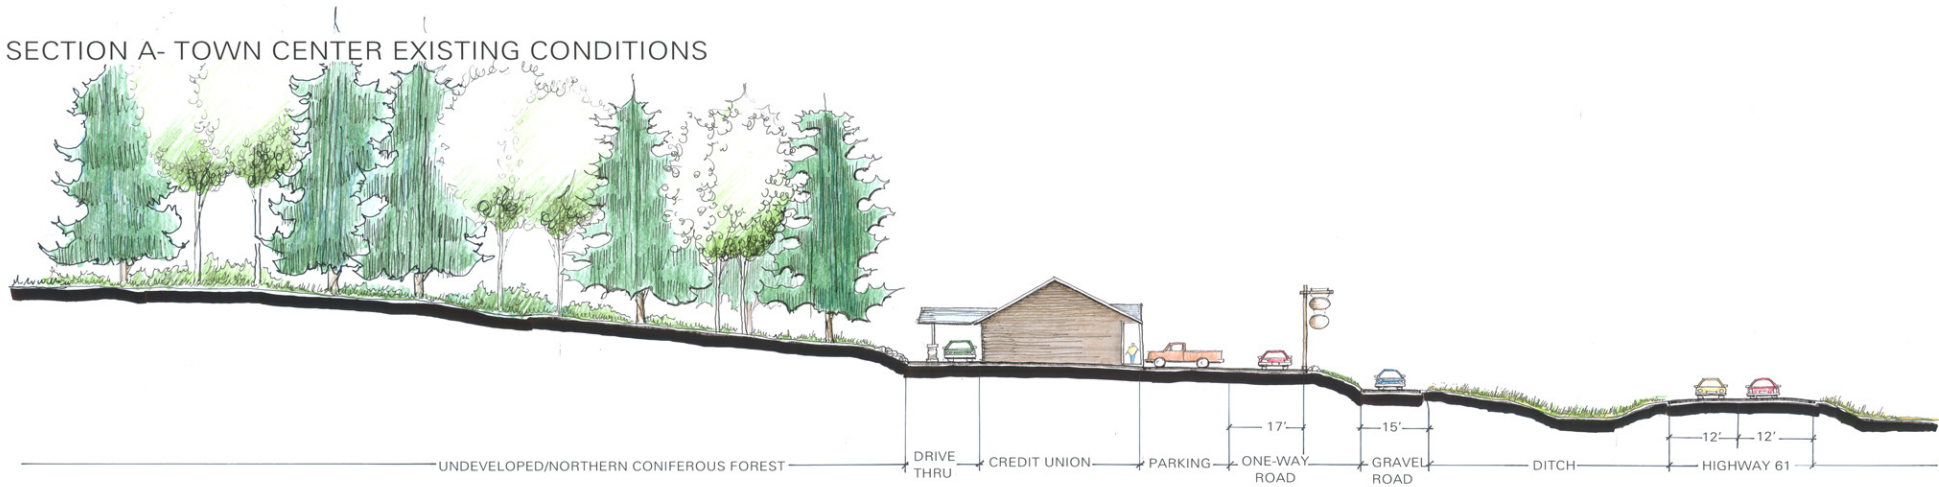 SECTION A- TOWN CENTER EXISTING CONDITIONS
17'
15'
12'
12'
UNDEVELOPED/NORTHERN CONIFEROUS FOREST
DRIVE
THRU
CREDIT UNION
PARKING
ONE-WAY
ROAD
GRAVEL
ROAD
DITCH
HIGHWAY 61